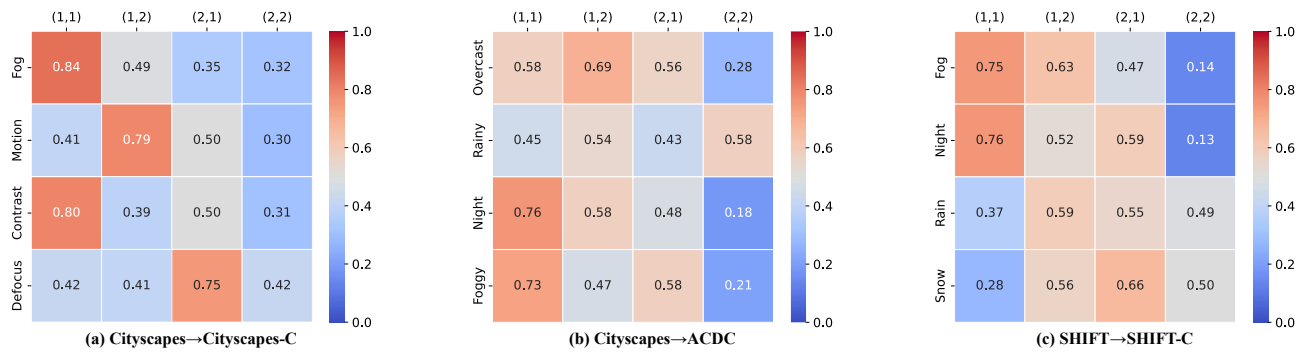 (1,1) (1,2) (2,1) (2,2)
Fog 0.84 0.49 0.35 0.32
Motion 0.41 0.79 0.50 0.30
Contrast 0.80 0.39 0.50 0.31
Defocus 0.42 0.41 0.75 0.42
1.0
0.8
0.6
0.4
0.2
0.0
(a) Cityscapes→Cityscapes-C
(1,1) (1,2) (2,1) (2,2)
Overcast 0.58 0.69 0.56 0.28
Rainy 0.45 0.54 0.43 0.58
Night 0.76 0.58 0.48 0.18
Foggy 0.73 0.47 0.58 0.21
1.0
0.8
0.6
0.4
0.2
0.0
(b) Cityscapes→ACDC
(1,1) (1,2) (2,1) (2,2)
Fog 0.75 0.63 0.47 0.14
Night 0.76 0.52 0.59 0.13
Rain 0.37 0.59 0.55 0.49
Snow 0.28 0.56 0.66 0.50
1.0
0.8
0.6
0.4
0.2
0.0
(c) SHIFT→SHIFT-C